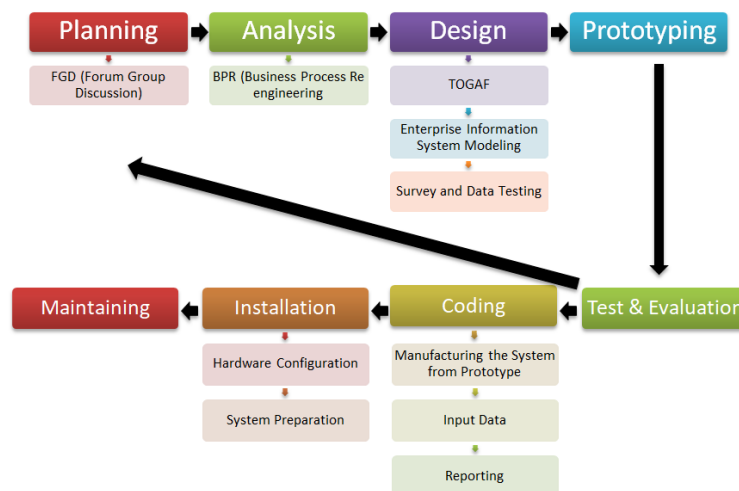 Planning
Analysis
Design
Prototyping
FGD (Forum Group
Discussion)
BPR (Business Process Re
engineering)
TOGAF
Enterprise Information
System Modeling
Survey and Data Testing
Maintaining
Installation
Coding
Test & Evaluation
Hardware Configuration
System Preparation
Manufacturing the System
from Prototype
Input Data
Reporting